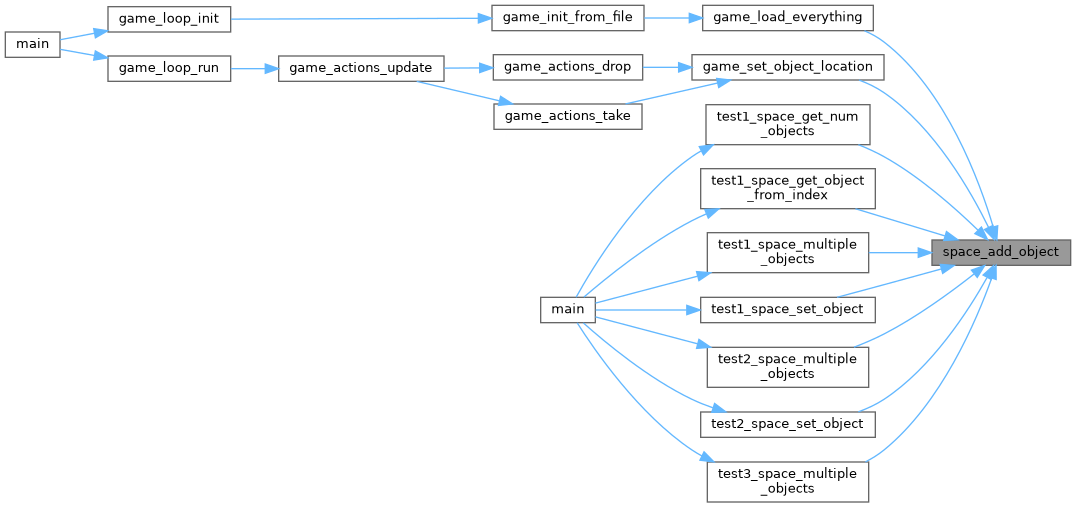 game_loop_init
game_init_from_file
game_load_everything
main
game_loop_run
game_actions_update
game_actions_drop
game_set_object_location
game_actions_take
test1_space_get_num
_objects
test1_space_get_object
_from_index
test1_space_multiple
_objects
space_add_object
main
test1_space_set_object
test2_space_multiple
_objects
test2_space_set_object
test3_space_multiple
_objects